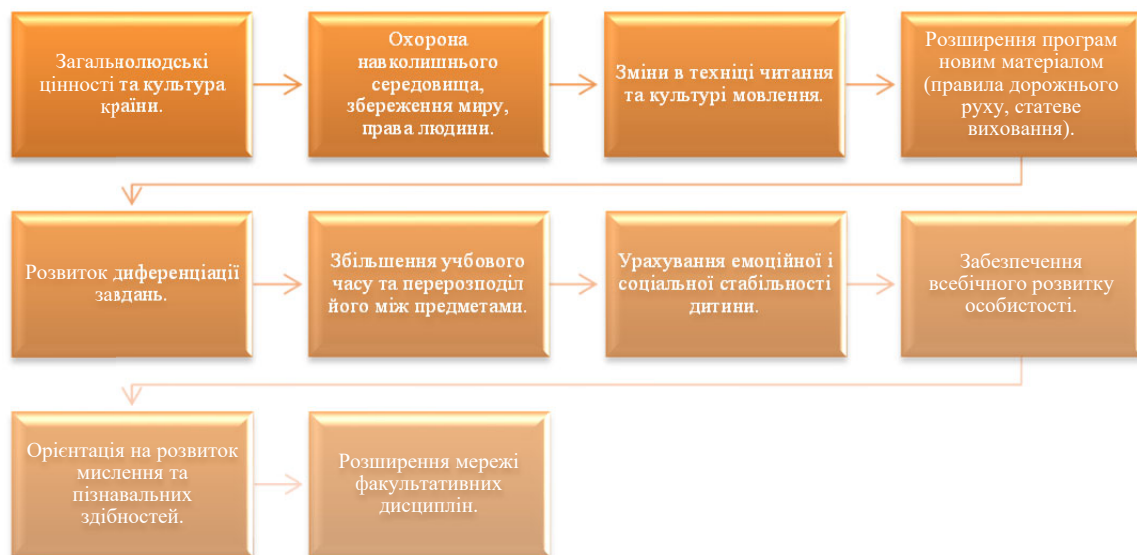 Загальнолюдські
цінності та культура
країни.
Охорона
навколишнього
середовища,
збереження миру,
права людини.
Зміни в техніці читання
та культурі мовлення.
Розширення програм
новим матеріалом
(правила дорожнього
руху, статеве
виховання).
Розвиток диференціації
завдань.
Збільшення учбового
часу та перерозподіл
його між предметами.
Урахування емоційної і
соціальної стабільності
дитини.
Забезпечення
всебічного розвитку
особистості.
Орієнтація на розвиток
мислення та
пізнавальних
здібностей.
Розширення мережі
факультативних
дисциплін.